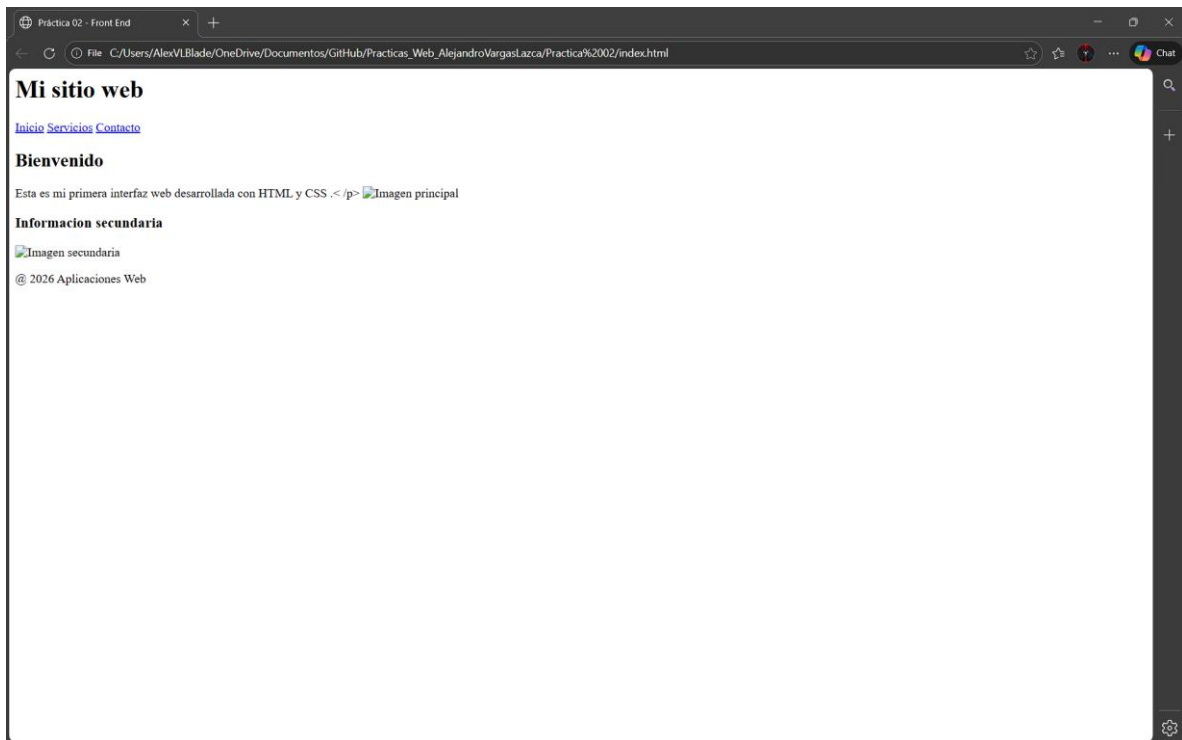 Práctica 02 - Front End
File C:/Users/AlexVLBlade/OneDrive/Documentos/GitHub/Practicas_Web_AlejandroVargasLazca/Practica%2002/index.html
Chat
Mi sitio web
Inicio Servicios Contacto
Bienvenido
Esta es mi primera interfaz web desarrollada con HTML y CSS .< /p> Imagen principal
Informacion secundaria
Imagen secundaria
@ 2026 Aplicaciones Web